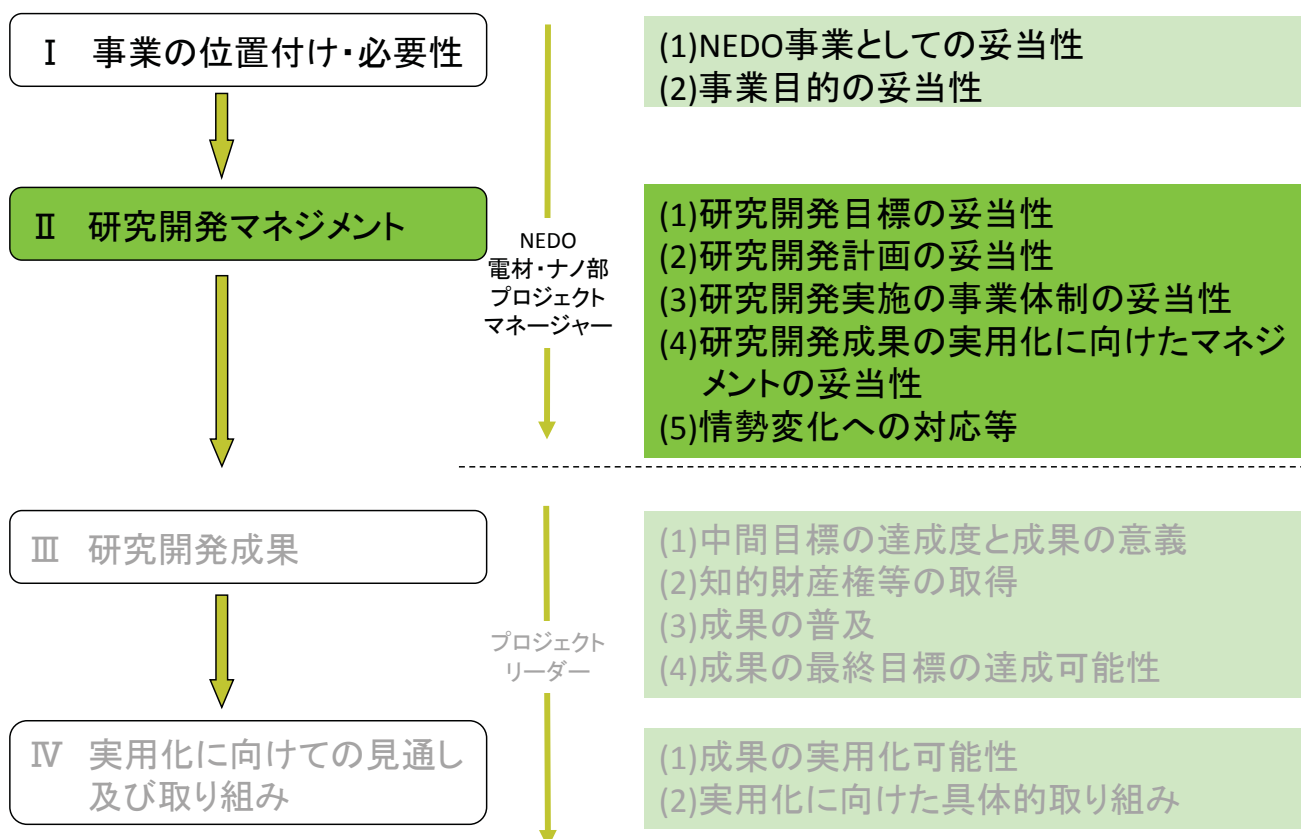 Ⅰ 事業の位置付け・必要性
(1)NEDO事業としての妥当性
(2)事業目的の妥当性
Ⅱ 研究開発マネジメント
NEDO
電材・ナノ部
プロジェクト
マネージャー
(1)研究開発目標の妥当性
(2)研究開発計画の妥当性
(3)研究開発実施の事業体制の妥当性
(4)研究開発成果の実用化に向けたマネジ
メントの妥当性
(5)情勢変化への対応等
Ⅲ 研究開発成果
プロジェクト
リーダー
(1)中間目標の達成度と成果の意義
(2)知的財産権等の取得
(3)成果の普及
(4)成果の最終目標の達成可能性
Ⅳ 実用化に向けての見通し
及び取り組み
(1)成果の実用化可能性
(2)実用化に向けた具体的取り組み